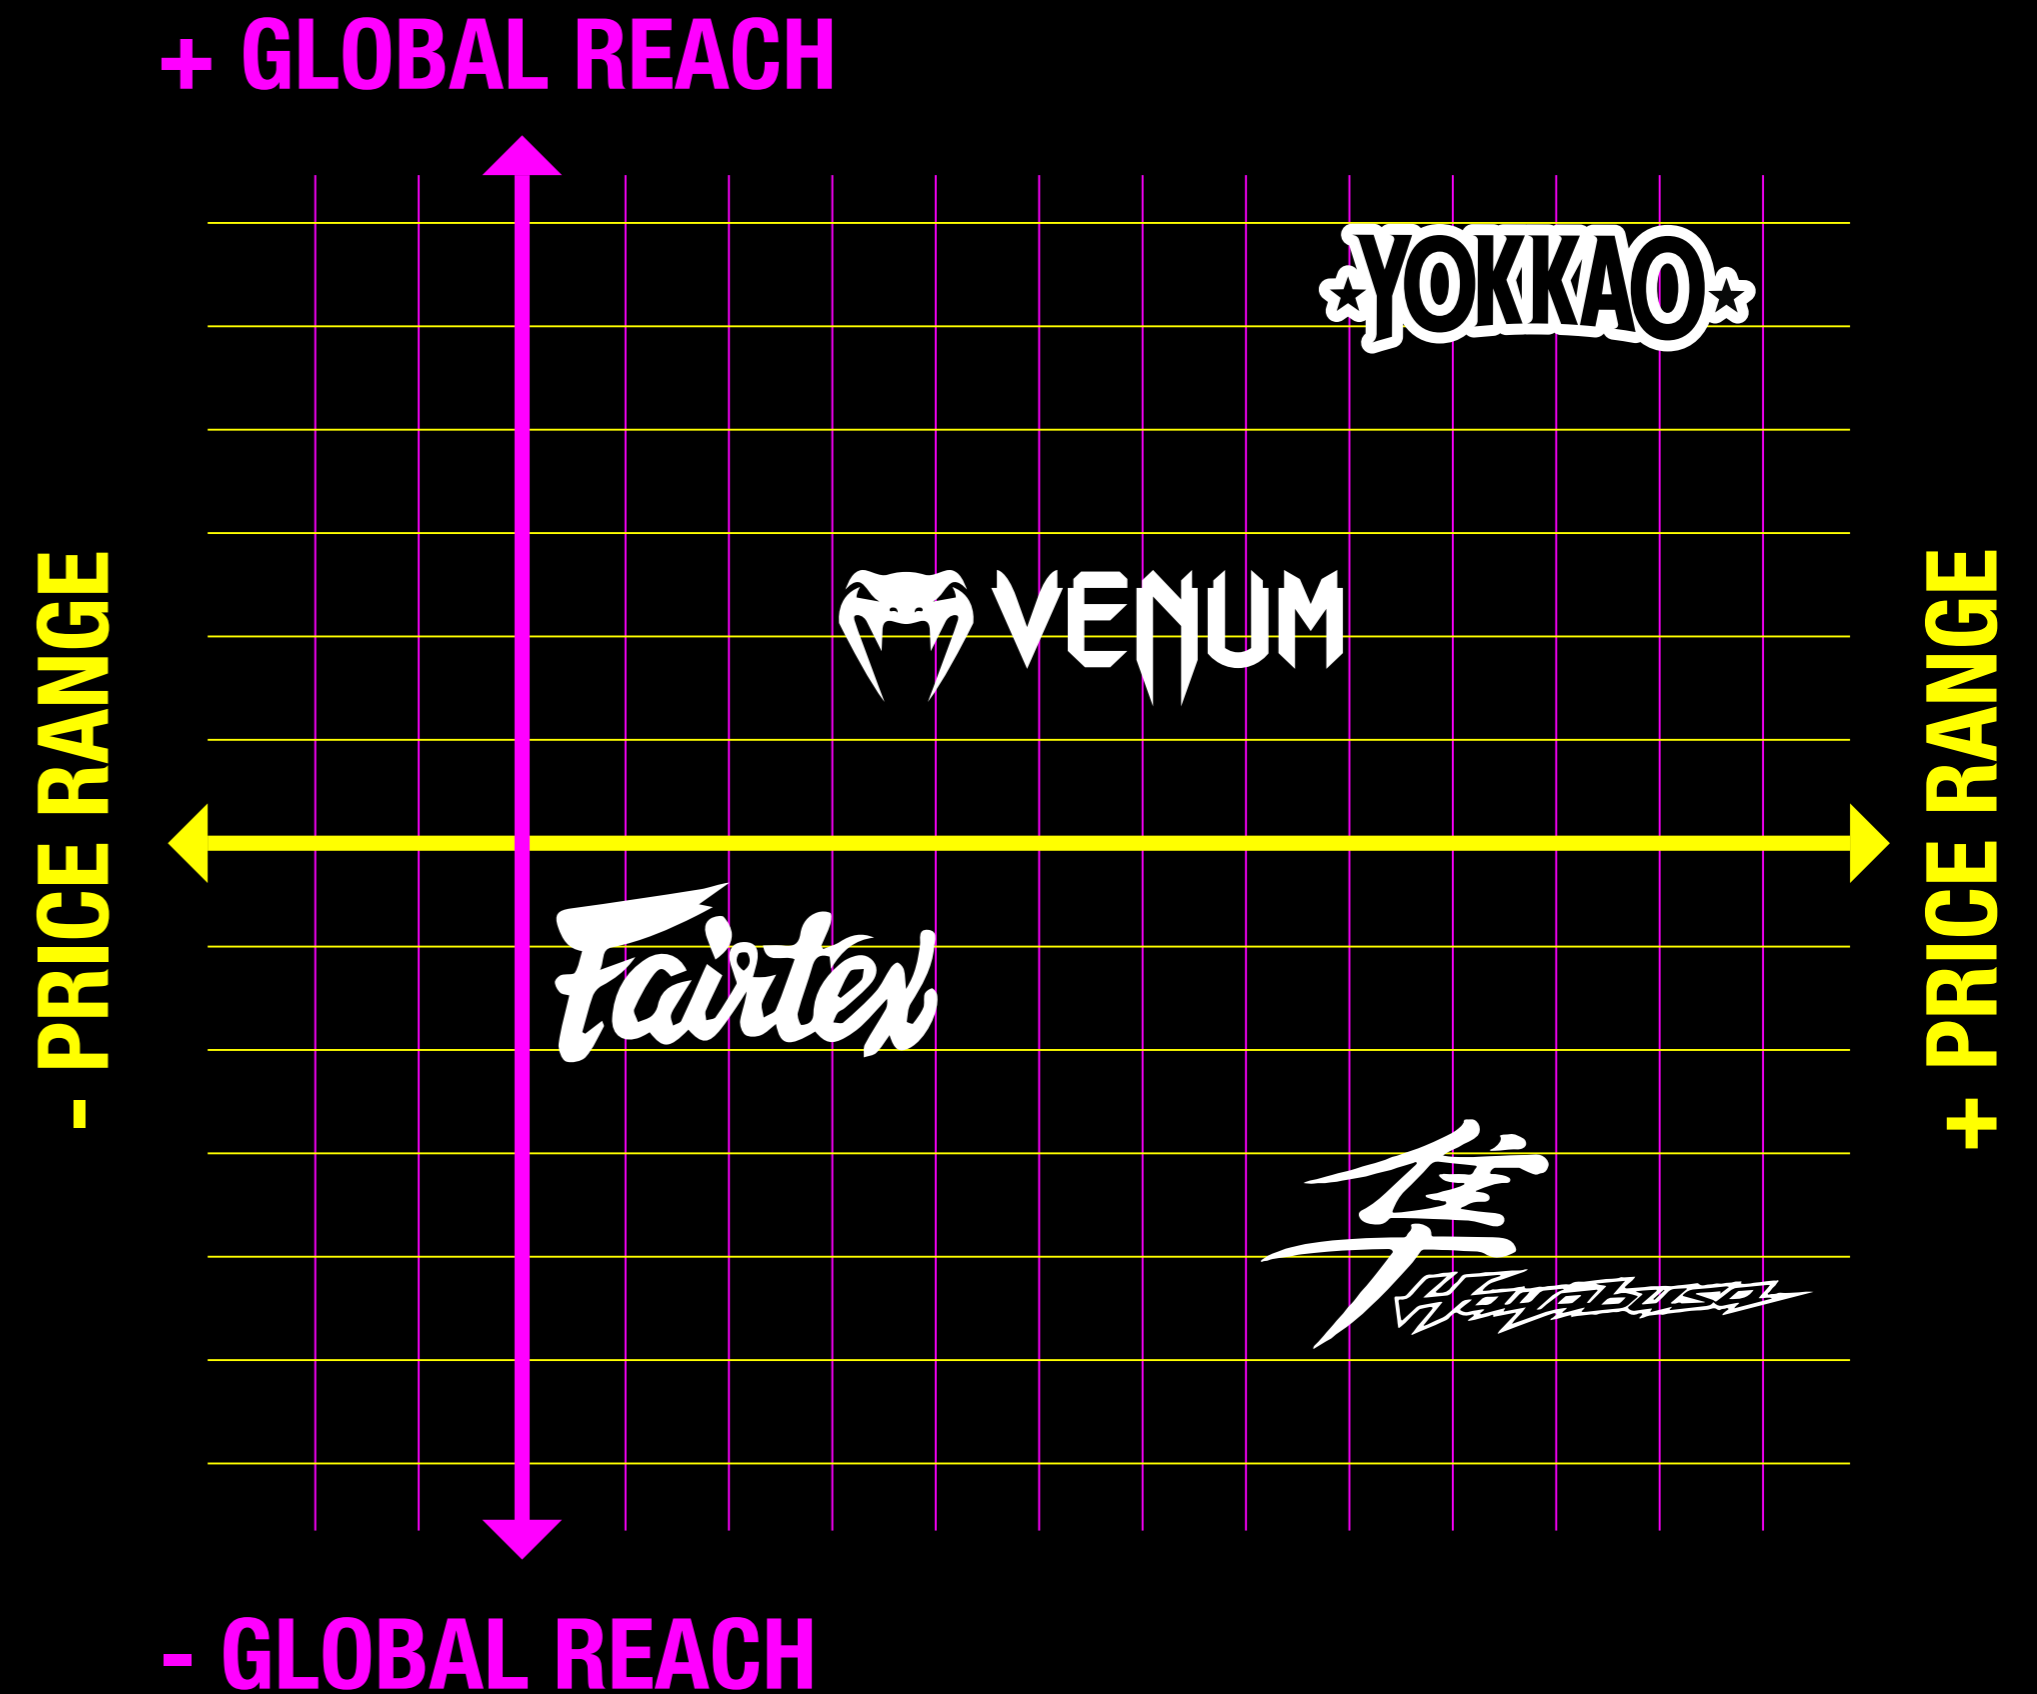 + GLOBAL REACH
YOKKAO
VENUM
- PRICE RANGE
+ PRICE RANGE
Fairtex
隼
Hayabusa
- GLOBAL REACH